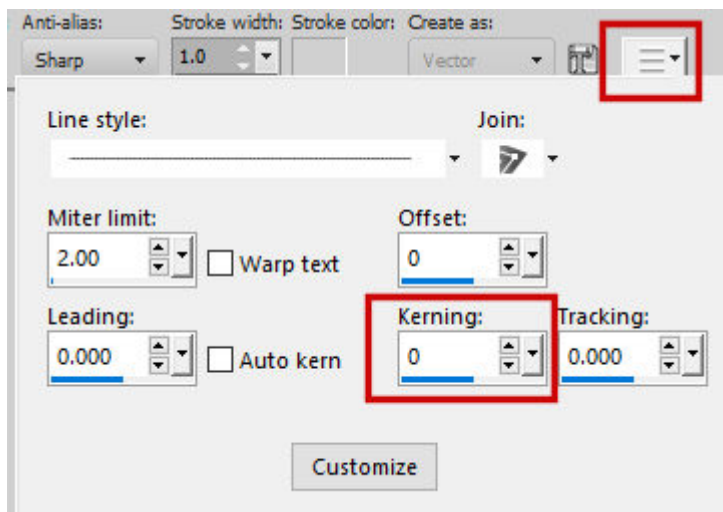 Anti-alias: Stroke width: Stroke color: Create as:
Sharp 1.0 Vector
Line style: Join:
Miter limit: Offset:
2.00 Warp text 0
Leading: Kerning: Tracking:
0.000 Auto kern 0 0.000
Customize